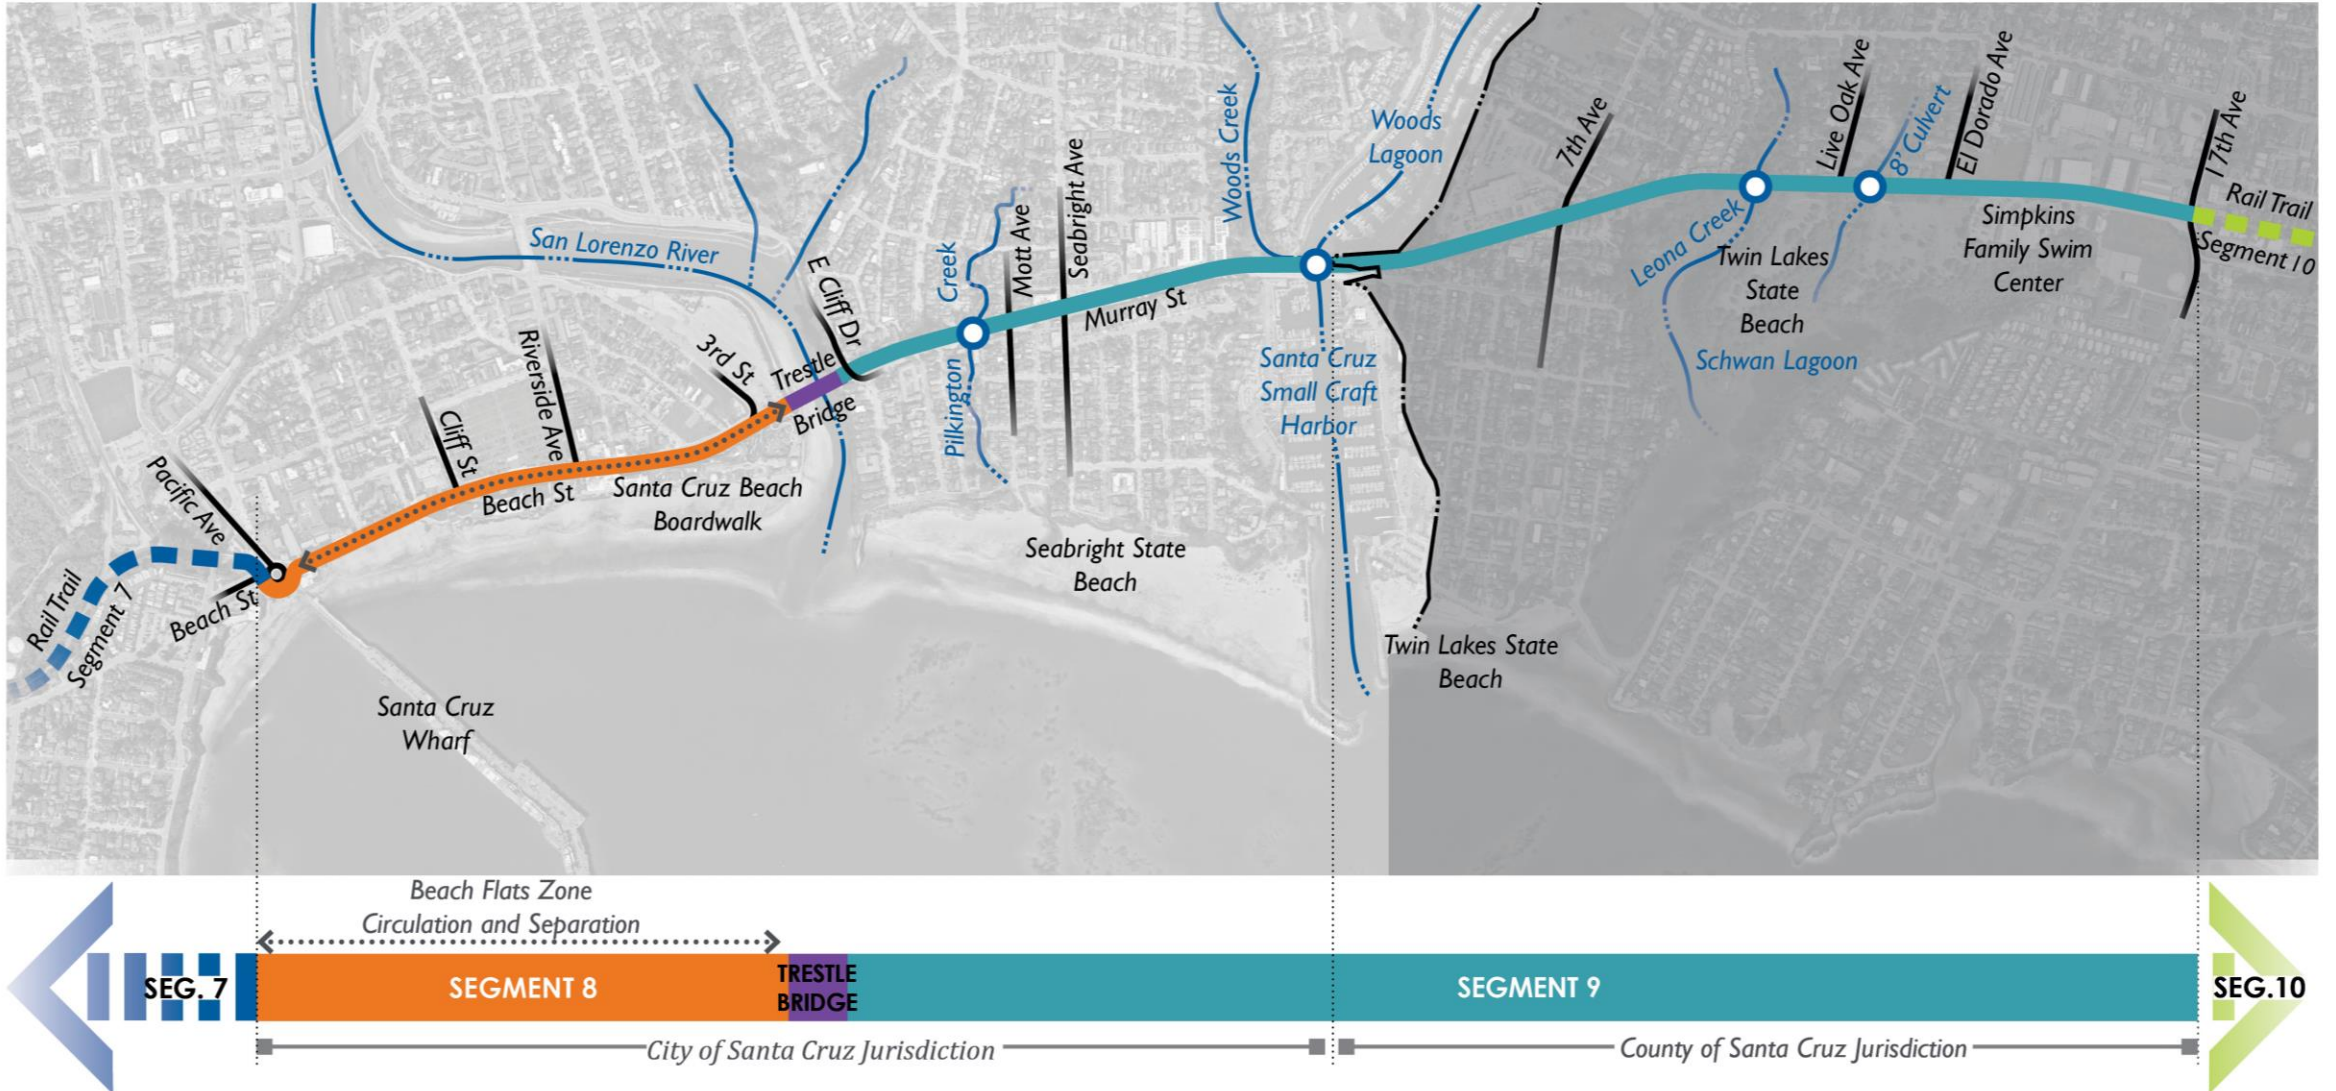 San Lorenzo River
Woods Creek
Woods
Lagoon
7th Ave
Live Oak Ave
8' Culvert
El Dorado Ave
17th Ave
Rail Trail
Segment 10
Leona Creek
Twin Lakes
State
Beach
Schwan Lagoon
Simpkins
Family Swim
Center
E Cliff Dr
Pilkington
Creek
Mott Ave
Seabright Ave
Murray St
Santa Cruz
Small Craft
Harbor
3rd St
Trestle
Bridge
Riverside Ave
Cliff St
Beach St
Santa Cruz Beach
Boardwalk
Pacific Ave
Beach St
Rail Trail
Segment 7
Seabright State
Beach
Twin Lakes State
Beach
Santa Cruz
Wharf
Beach Flats Zone
Circulation and Separation
SEG. 7
SEGMENT 8
TRESTLE
BRIDGE
SEGMENT 9
SEG.10
City of Santa Cruz Jurisdiction
County of Santa Cruz Jurisdiction